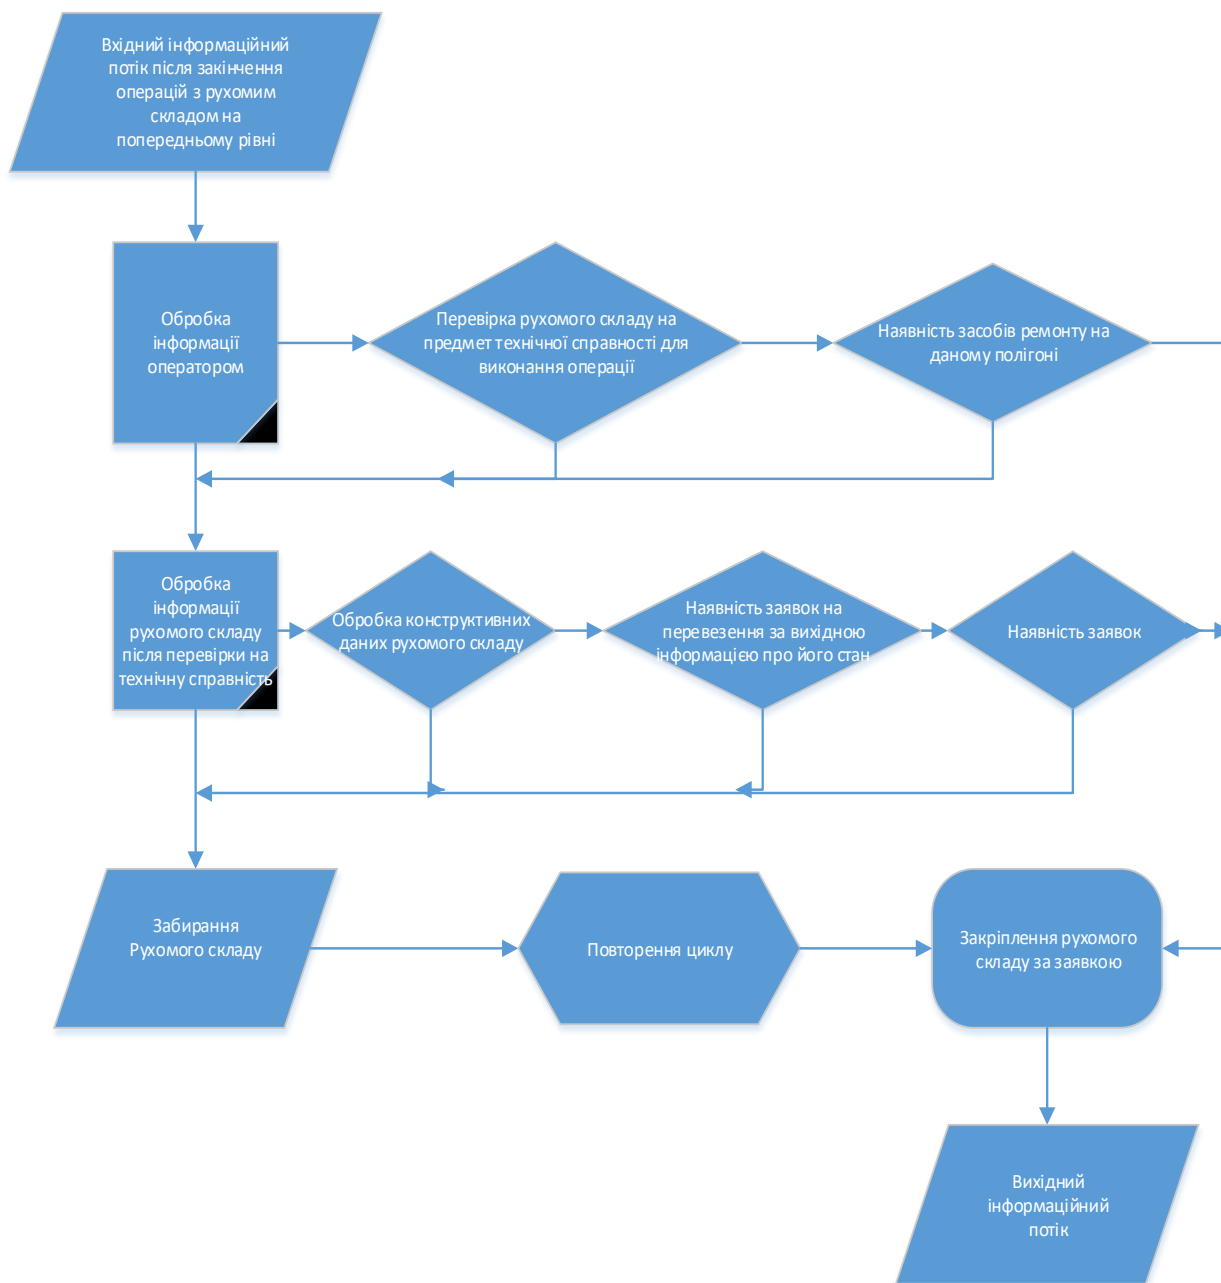 Вхідний інформаційний
потік після закінчення
операцій з рухомим
складом на
попередньому рівні
Обробка
інформації
оператором
Перевірка рухомого складу на
предмет технічної справності для
виконання операції
Наявність засобів ремонту на
даному полігоні
Обробка
інформації
рухомого складу
після перевірки на
технічну справність
Обробка конструктивних
даних рухомого складу
Наявність заявок на
перевезення за вихідною
інформацією про його стан
Наявність заявок
Забирання
Рухомого складу
Повторення циклу
Закріплення рухомого
складу за заявкою
Вихідний
інформаційний
потік